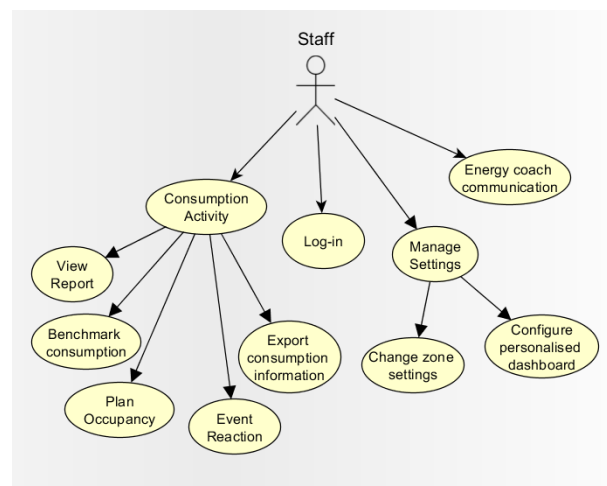 Staff
Energy coach
communication
Consumption
Activity
Log-in
Manage
Settings
View
Report
Benchmark
consumption
Export
consumption
information
Change zone
settings
Configure
personalised
dashboard
Plan
Occupancy
Event
Reaction